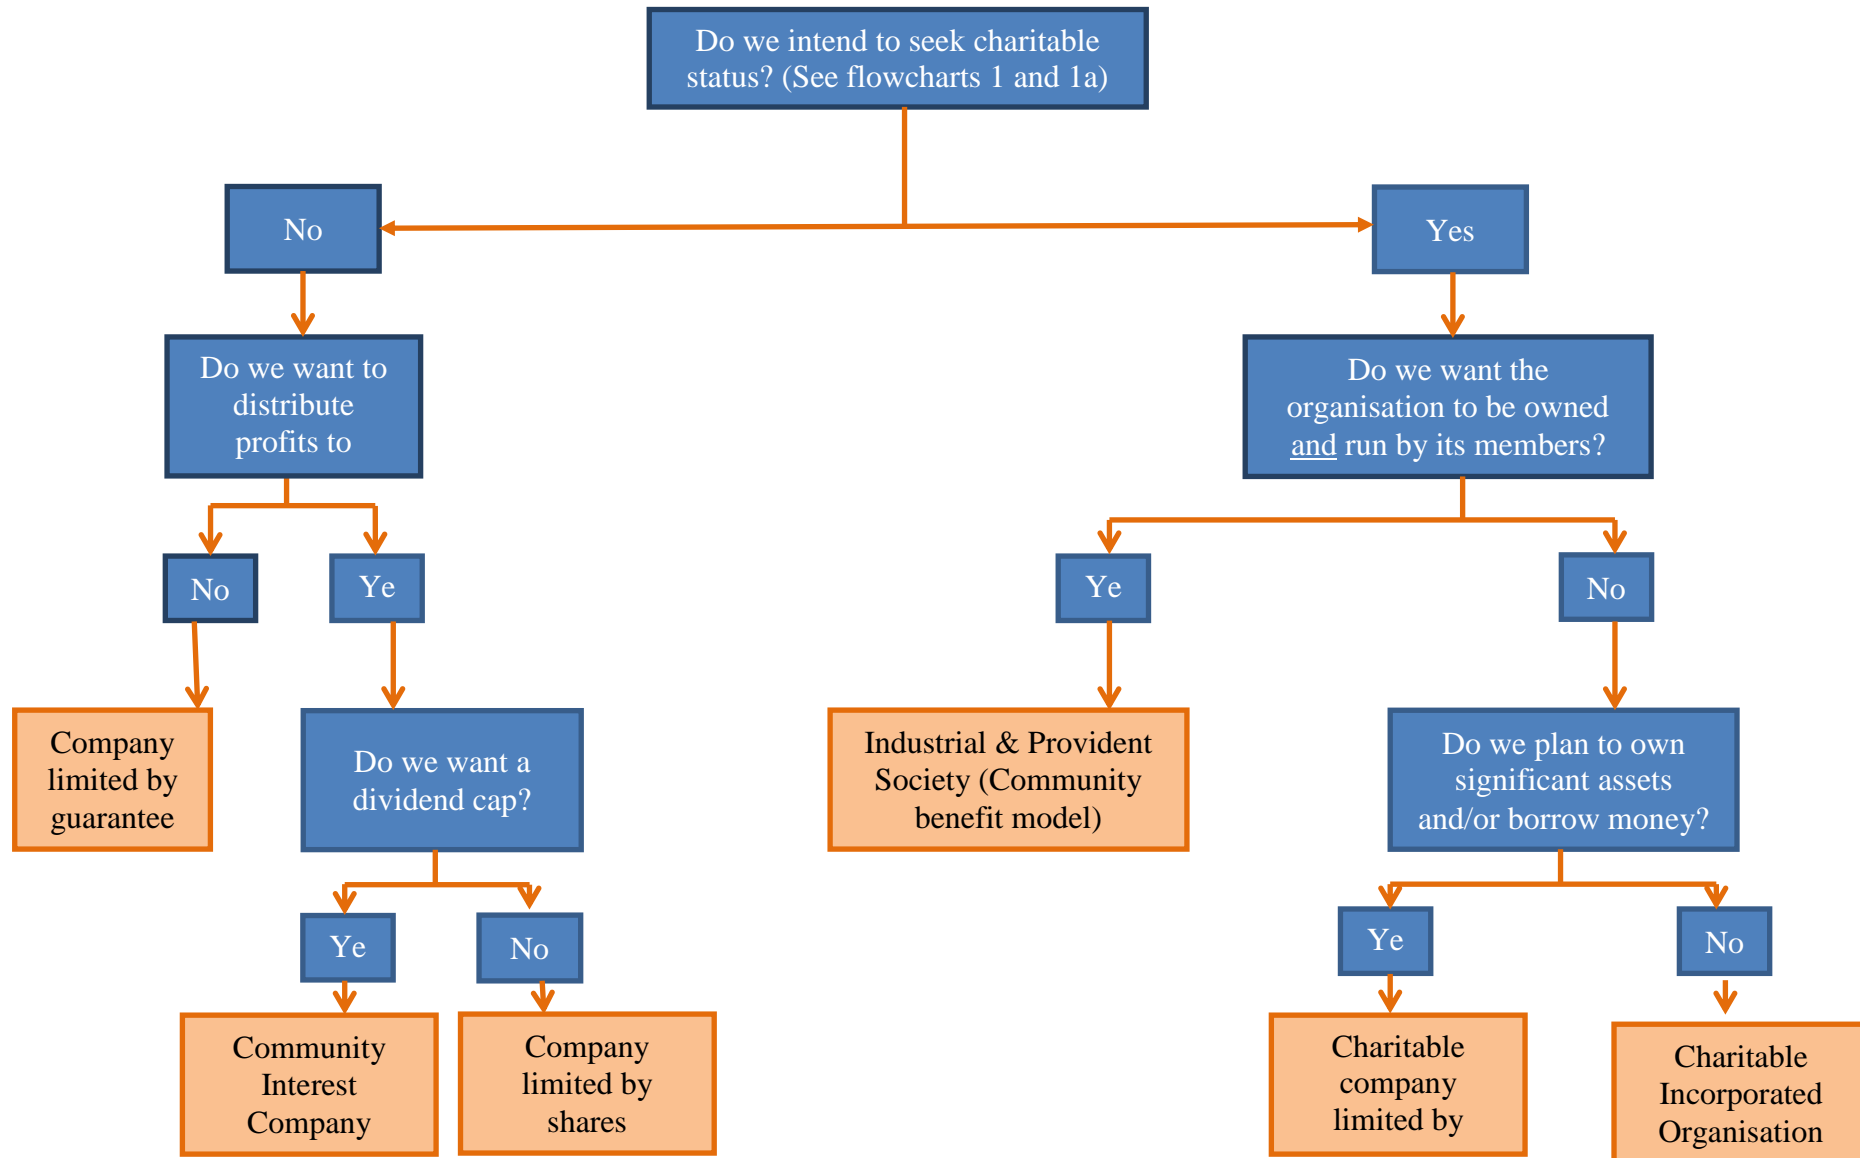 Do we intend to seek charitable
status? (See flowcharts 1 and 1a)
No
Yes
Do we want to
distribute
profits to
Do we want the
organisation to be owned
and run by its members?
No
Ye
Ye
No
Company
limited by
guarantee
Do we want a
dividend cap?
Industrial & Provident
Society (Community
benefit model)
Do we plan to own
significant assets
and/or borrow money?
Ye
No
Ye
No
Community
Interest
Company
Company
limited by
shares
Charitable
company
limited by
Charitable
Incorporated
Organisation